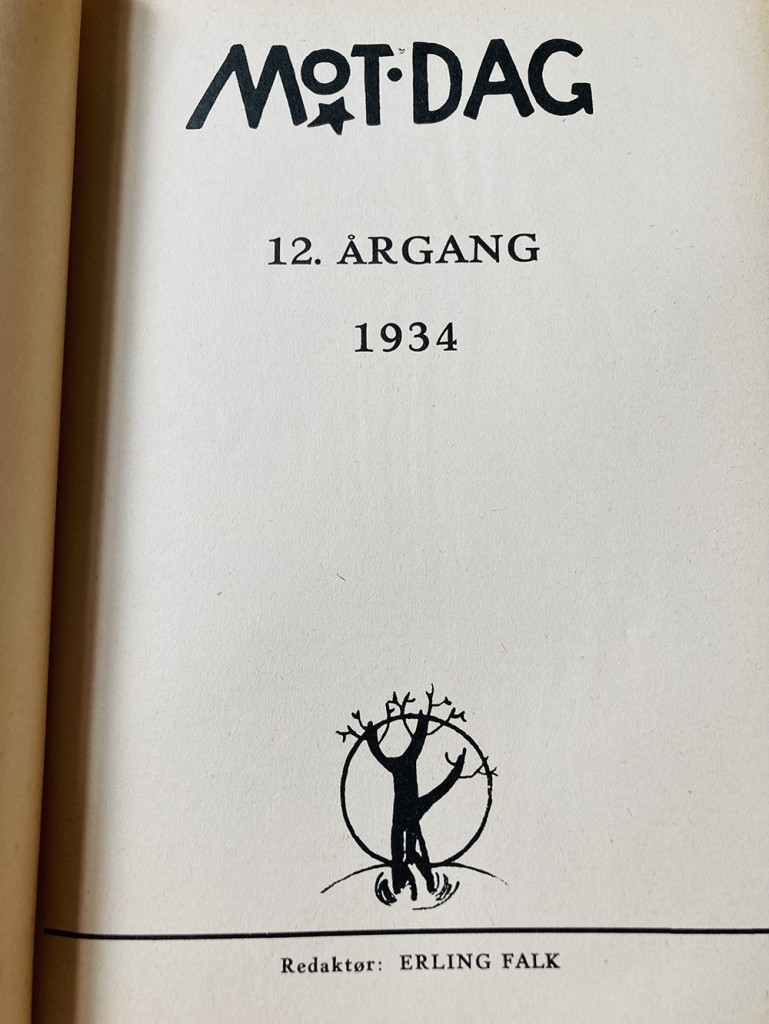 MOT·DAG
12. ÅRGANG
1934
Redaktør: ERLING FALK